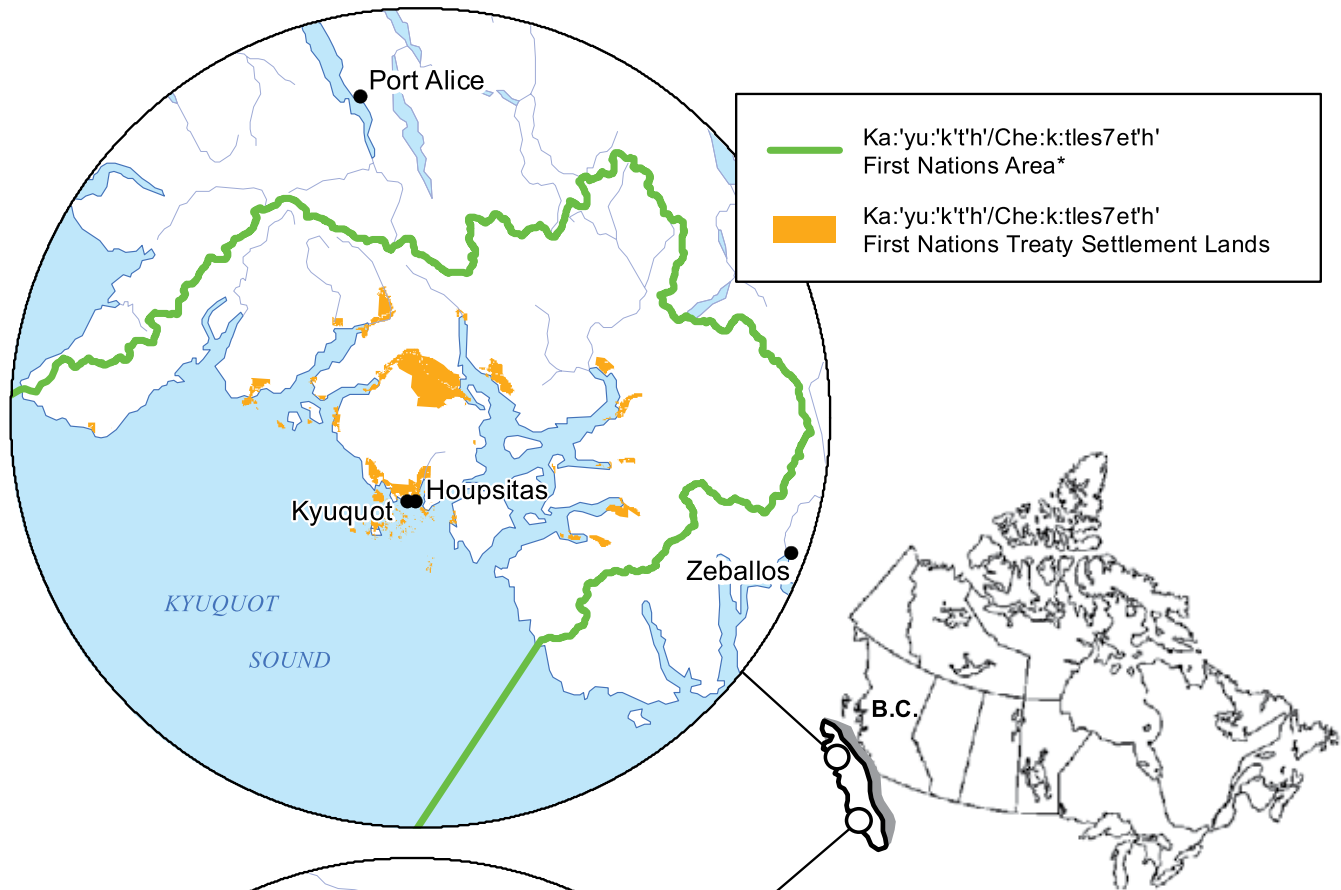 Port Alice
Ka:'yu:'k't'h'/Che:k:tles7et'h'
First Nations Area*
Ka:'yu:'k't'h'/Che:k:tles7et'h'
First Nations Treaty Settlement Lands
Houpsitas
Kyuquot
Zeballos
KYUQUOT
SOUND
B.C.